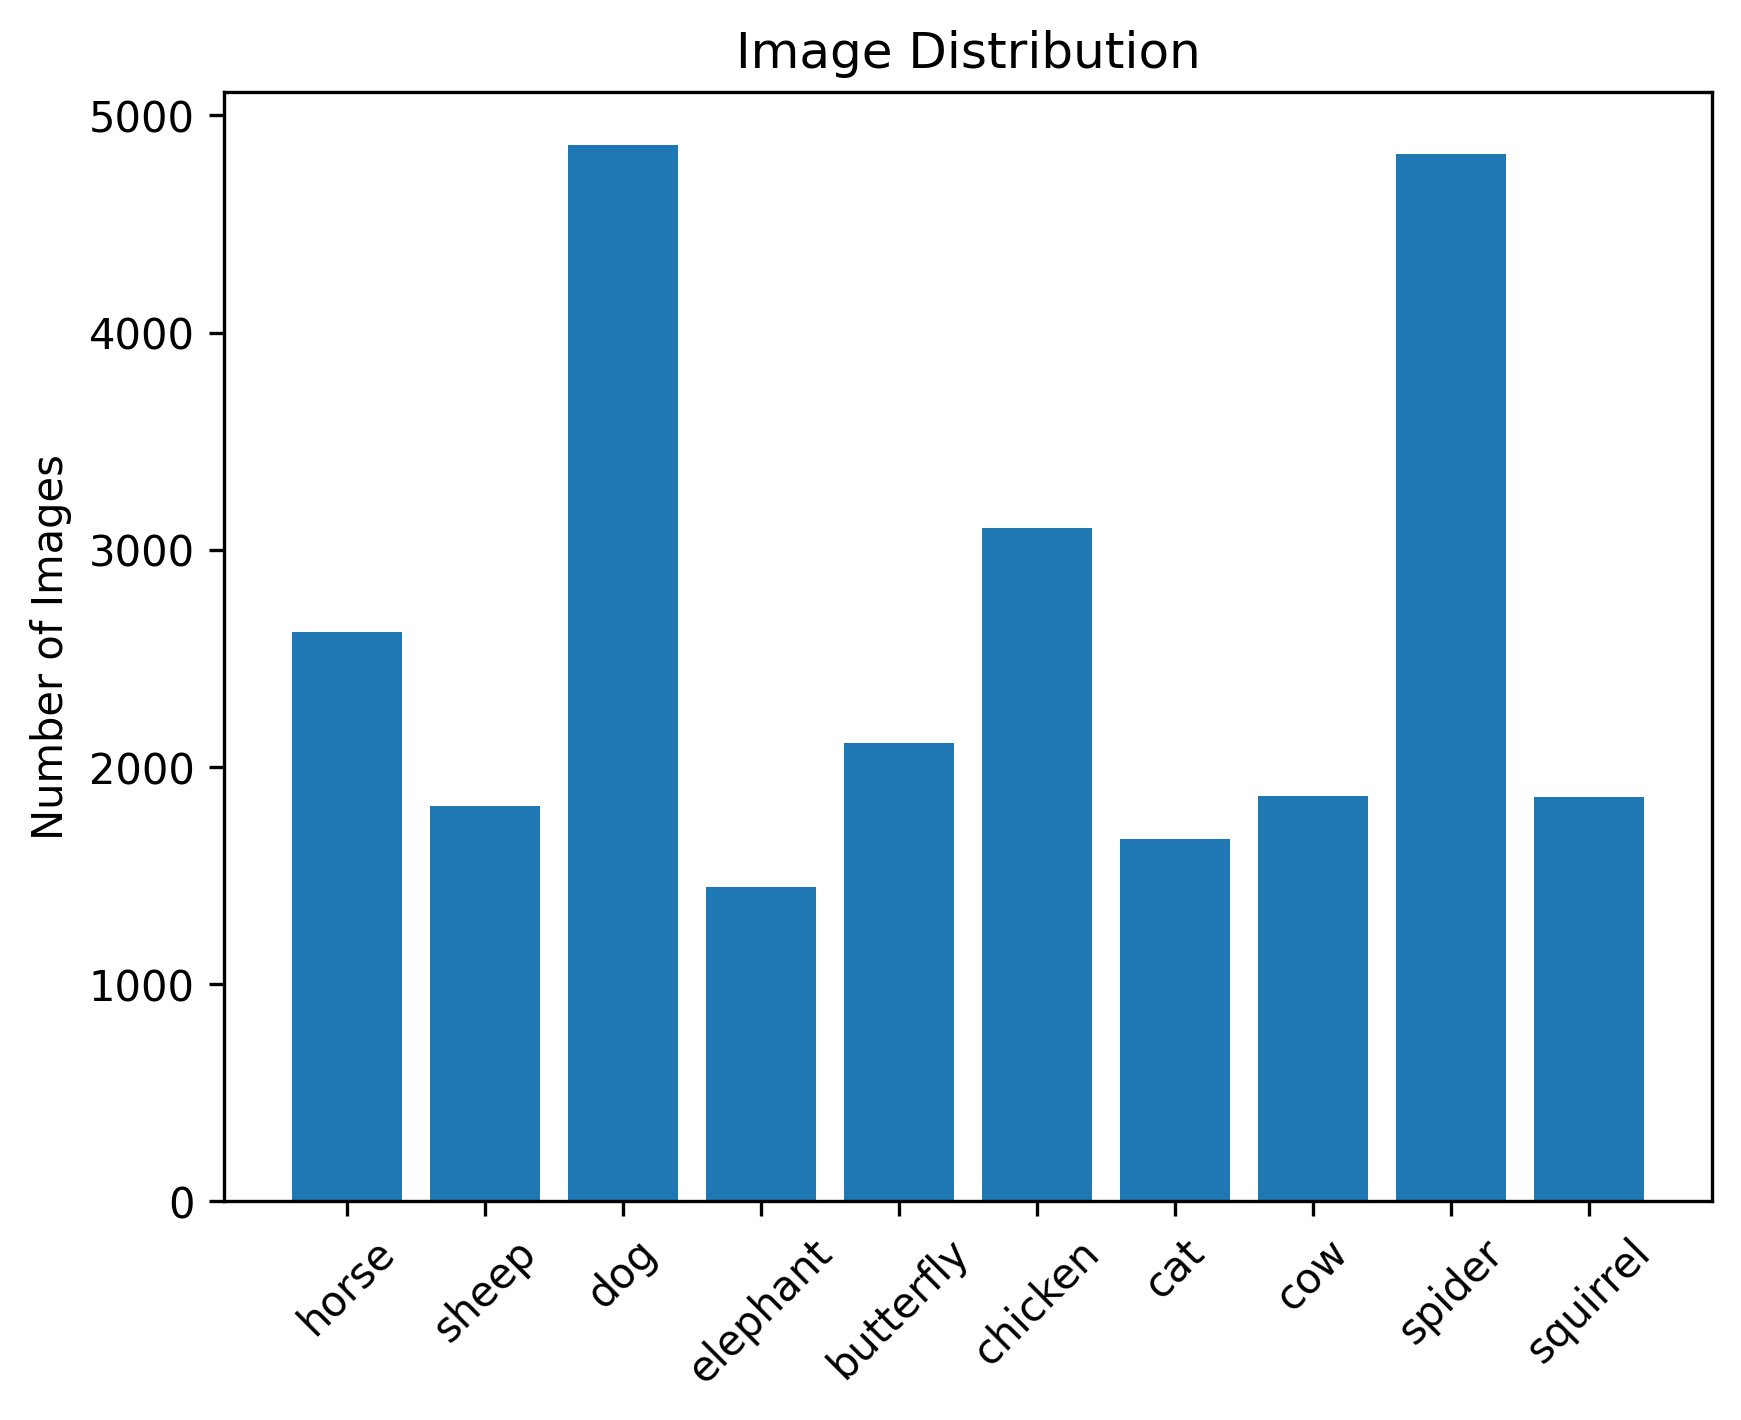 Image Distribution
5000
4000
3000
2000
1000
0
Number of Images
horse
sheep
dog
elephant
butterfly
chicken
cat
cow
spider
squirrel